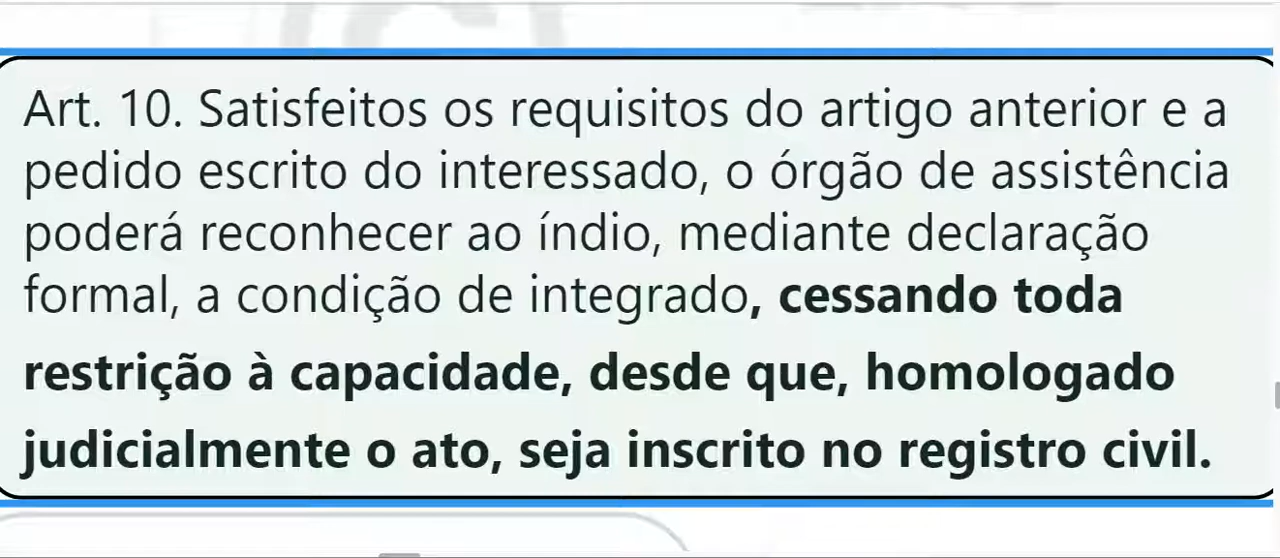 Art. 10. Satisfeitos os requisitos do artigo anterior e a
pedido escrito do interessado, o órgão de assistência
poderá reconhecer ao índio, mediante declaração
formal, a condição de integrado, cessando toda
restrição à capacidade, desde que, homologado
judicialmente o ato, seja inscrito no registro civil.